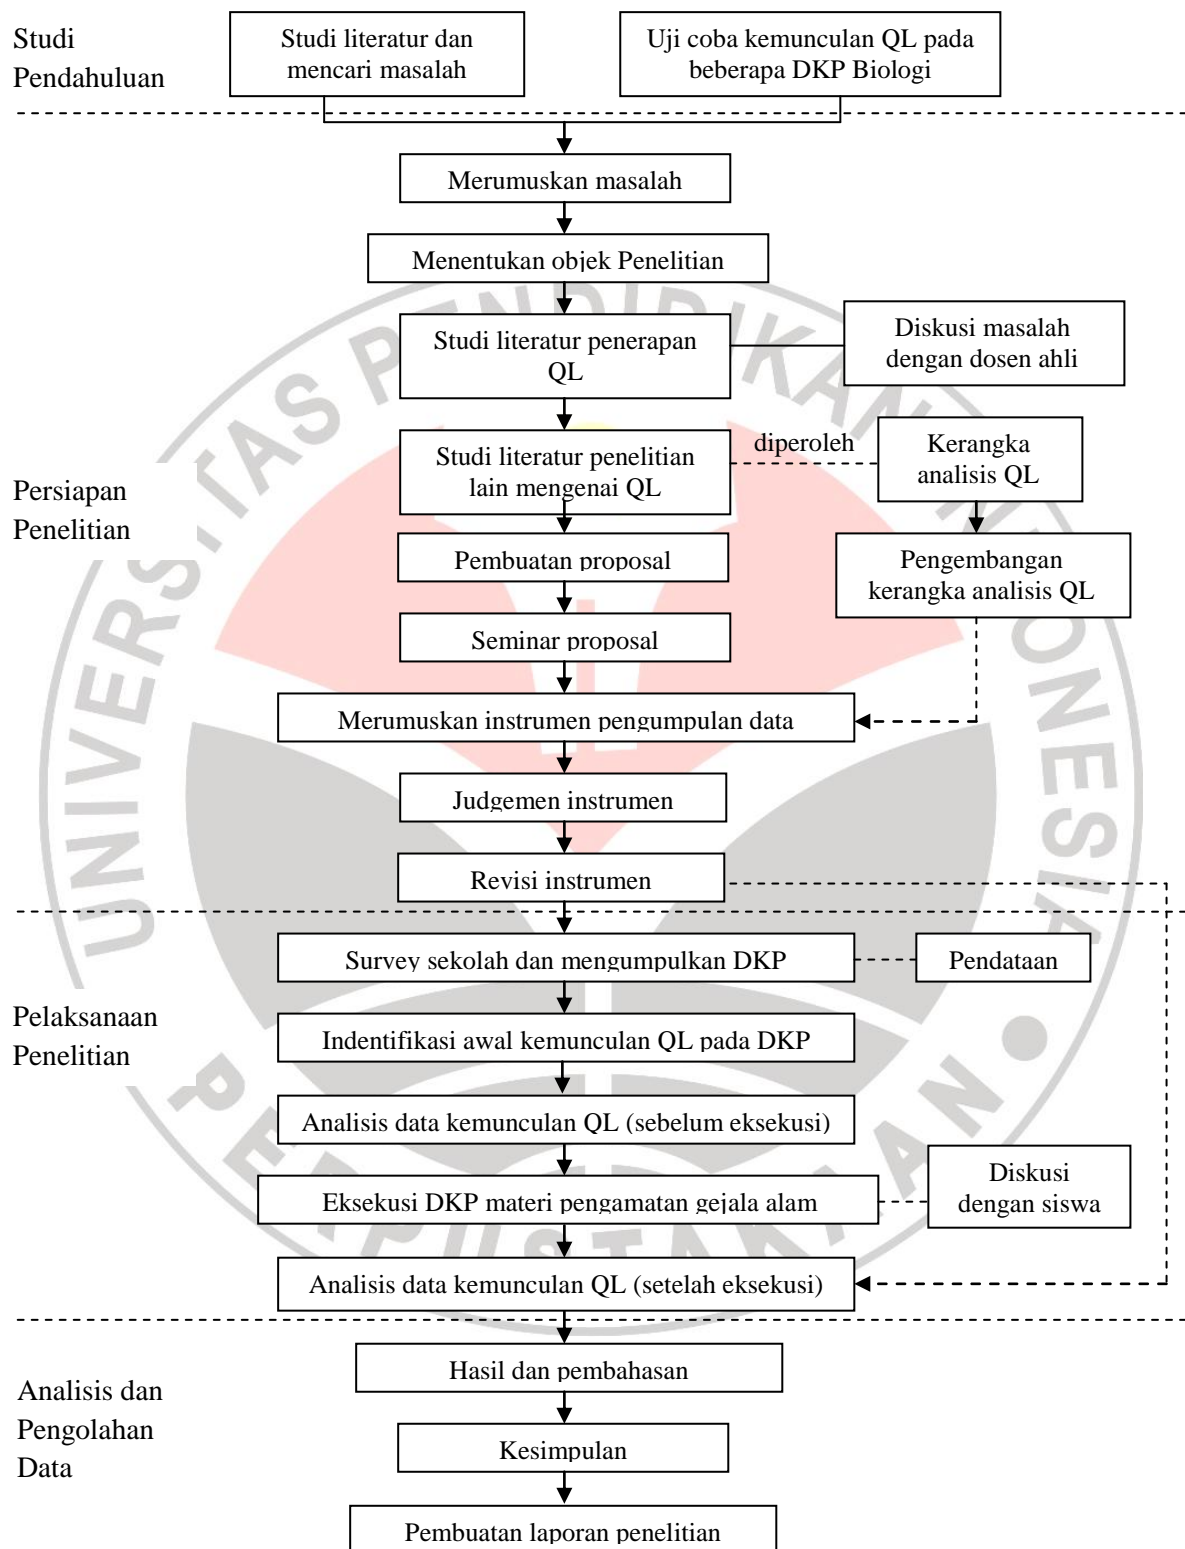 Studi
Pendahuluan
Studi literatur dan
mencari masalah
Uji coba kemunculan QL pada
beberapa DKP Biologi
Merumuskan masalah
Menentukan objek Penelitian
Studi literatur penerapan
QL
Diskusi masalah
dengan dosen ahli
Persiapan
Penelitian
Studi literatur penelitian
lain mengenai QL
diperoleh
Kerangka
analisis QL
Pembuatan proposal
Pengembangan
kerangka analisis QL
Seminar proposal
Merumuskan instrumen pengumpulan data
Judgemen instrumen
Revisi instrumen
Pelaksanaan
Penelitian
Survey sekolah dan mengumpulkan DKP
Pendataan
Indentifikasi awal kemunculan QL pada DKP
Analisis data kemunculan QL (sebelum eksekusi)
Eksekusi DKP materi pengamatan gejala alam
Diskusi
dengan siswa
Analisis data kemunculan QL (setelah eksekusi)
Analisis dan
Pengolahan
Data
Hasil dan pembahasan
Kesimpulan
Pembuatan laporan penelitian
UNIVERSITAS PENDIDIKAN INDONESIA
PERPUSTAKAAN